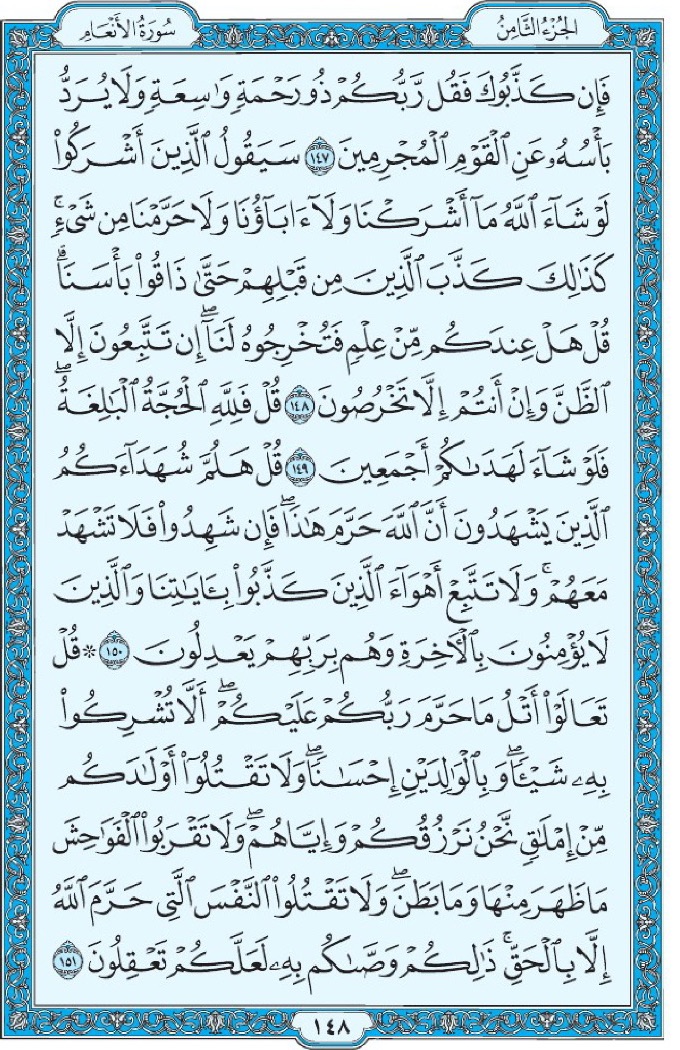 الجُزْءُ الثَّامِنُ
سُورَةُ الأَنْعَامِ
فَإِن كَذَّبُوكَ فَقُل رَّبُّكُمْ ذُو رَحْمَةٍ وَٰسِعَةٍ وَلَا يُرَدُّ
بَأْسُهُۥ عَنِ ٱلْقَوْمِ ٱلْمُجْرِمِينَ ١٤٧ سَيَقُولُ ٱلَّذِينَ أَشْرَكُوا۟
لَوْ شَآءَ ٱللَّهُ مَآ أَشْرَكْنَا وَلَآ ءَابَآؤُنَا وَلَا حَرَّمْنَا مِن شَىْءٍۚ
كَذَٰلِكَ كَذَّبَ ٱلَّذِينَ مِن قَبْلِهِمْ حَتَّىٰ ذَاقُوا۟ بَأْسَنَاۗ
قُلْ هَلْ عِندَكُم مِّنْ عِلْمٍ فَتُخْرِجُوهُ لَنَآۖ إِن تَتَّبِعُونَ إِلَّا
ٱلظَّنَّ وَإِنْ أَنتُمْ إِلَّا تَخْرُصُونَ ١٤٨ قُلْ فَلِلَّهِ ٱلْحُجَّةُ ٱلْبَٰلِغَةُۖ
فَلَوْ شَآءَ لَهَدَىٰكُمْ أَجْمَعِينَ ١٤٩ قُلْ هَلُمَّ شُهَدَآءَكُمُ
ٱلَّذِينَ يَشْهَدُونَ أَنَّ ٱللَّهَ حَرَّمَ هَٰذَاۖ فَإِن شَهِدُوا۟ فَلَا تَشْهَدْ
مَعَهُمْۚ وَلَا تَتَّبِعْ أَهْوَآءَ ٱلَّذِينَ كَذَّبُوا۟ بِـَٔايَٰتِنَا وَٱلَّذِينَ
لَا يُؤْمِنُونَ بِٱلْءَاخِرَةِ وَهُم بِرَبِّهِمْ يَعْدِلُونَ ١٥٠ * قُلْ
تَعَالَوْا۟ أَتْلُ مَا حَرَّمَ رَبُّكُمْ عَلَيْكُمْۖ أَلَّا تُشْرِكُوا۟
بِهِۦ شَيْـًٔاۖ وَبِٱلْوَٰلِدَيْنِ إِحْسَٰنًاۖ وَلَا تَقْتُلُوٓا۟ أَوْلَٰدَكُم
مِّنْ إِمْلَٰقٍۖ نَّحْنُ نَرْزُقُكُمْ وَإِيَّاهُمْۖ وَلَا تَقْرَبُوا۟ ٱلْفَوَٰحِشَ
مَا ظَهَرَ مِنْهَا وَمَا بَطَنَۖ وَلَا تَقْتُلُوا۟ ٱلنَّفْسَ ٱلَّتِى حَرَّمَ ٱللَّهُ
إِلَّا بِٱلْحَقِّۚ ذَٰلِكُمْ وَصَّىٰكُم بِهِۦ لَعَلَّكُمْ تَعْقِلُونَ ١٥١
١٤٨